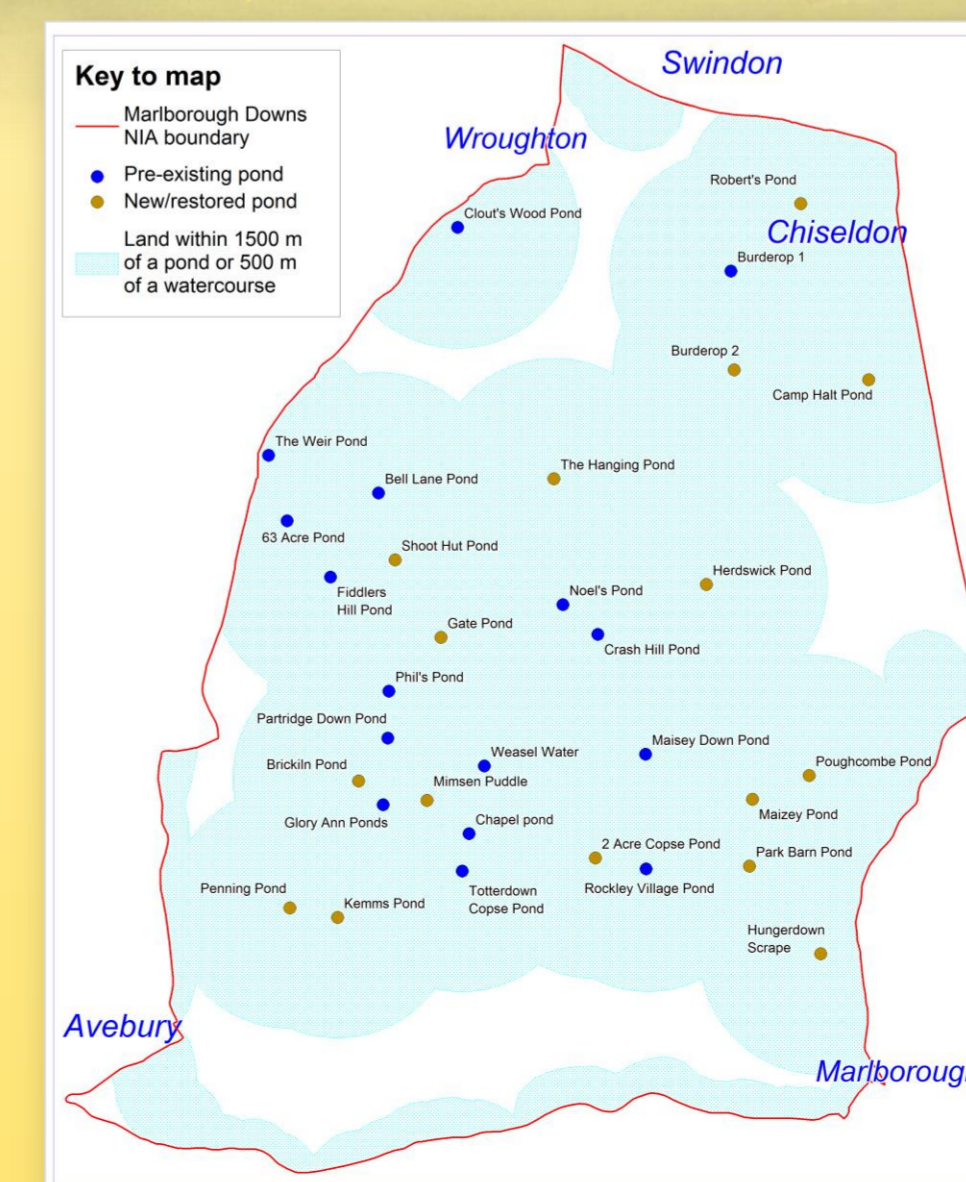 Key to map
Marlborough Downs
NIA boundary
Pre-existing pond
New/restored pond
Land within 1500 m
of a pond or 500 m
of a watercourse
Swindon
Wroughton
Robert's Pond
Clout's Wood Pond
Chiseldon
Burderop 1
Burderop 2
Camp Halt Pond
The Weir Pond
The Hanging Pond
Bell Lane Pond
63 Acre Pond
Shoot Hut Pond
Herdswick Pond
Fiddlers
Hill Pond
Noel's Pond
Gate Pond
Crash Hill Pond
Phil's Pond
Partridge Down Pond
Maisey Down Pond
Weasel Water
Brickiln Pond
Poughcombe Pond
Mimsen Puddle
Glory Ann Ponds
Maizey Pond
Chapel pond
2 Acre Copse Pond
Park Barn Pond
Penning Pond
Rockley Village Pond
Totterdown
Copse Pond
Kemms Pond
Hungerdown
Scrape
Avebury
Marlboroug